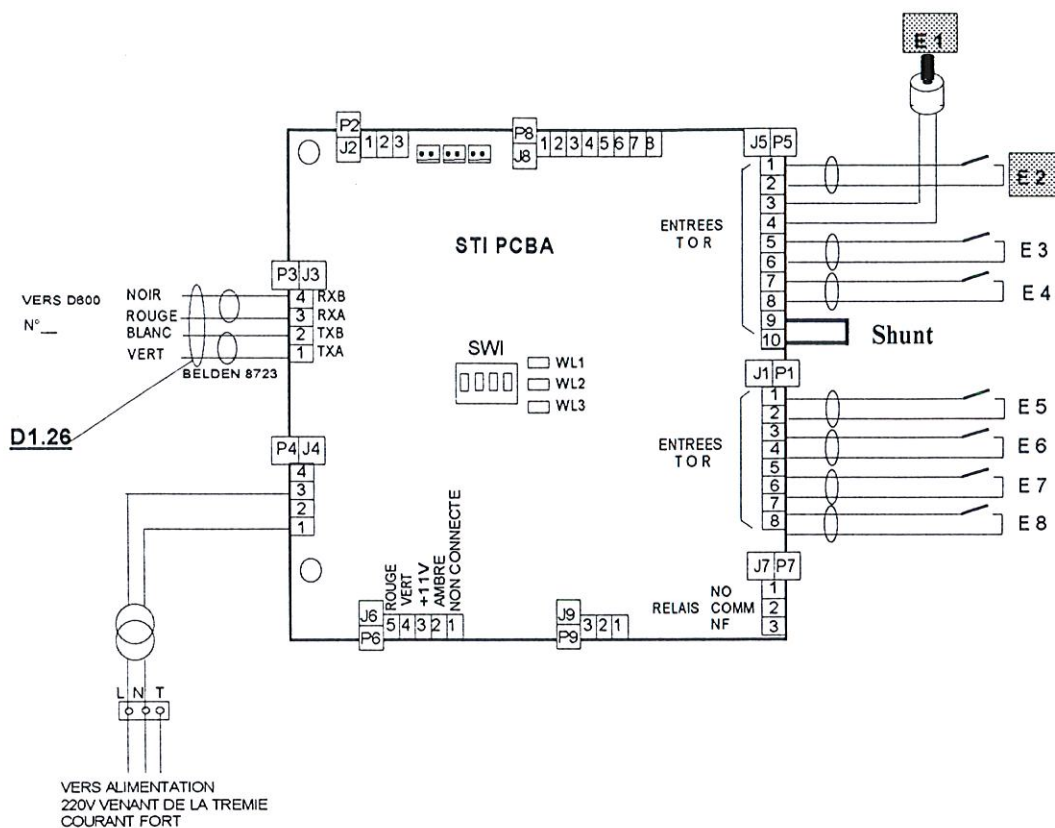 E 1
P2
J2
1 2 3
P8
J8
1 2 3 4 5 6 7 8
J5 P5
1
2
3
4
5
6
7
8
9
10
ENTREES
T O R
E 2
E 3
E 4
Shunt
STI PCBA
P3 J3
4 RXB
3 RXA
2 TXB
1 TXA
VERS D800
N°__
NOIR
ROUGE
BLANC
VERT
BELDEN 8723
D1.26
SWI
WL1
WL2
WL3
J1 P1
1
2
3
4
5
6
7
8
ENTREES
T O R
E 5
E 6
E 7
E 8
P4 J4
4
3
2
1
J7 P7
1
2
3
NO
RELAIS COMM
NF
ROUGE
VERT
+11V
AMBRE
NON CONNECTE
J6
P6
5 4 3 2 1
J9
P9
3 2 1
L N T
VERS ALIMENTATION
220V VENANT DE LA TREMIE
COURANT FORT